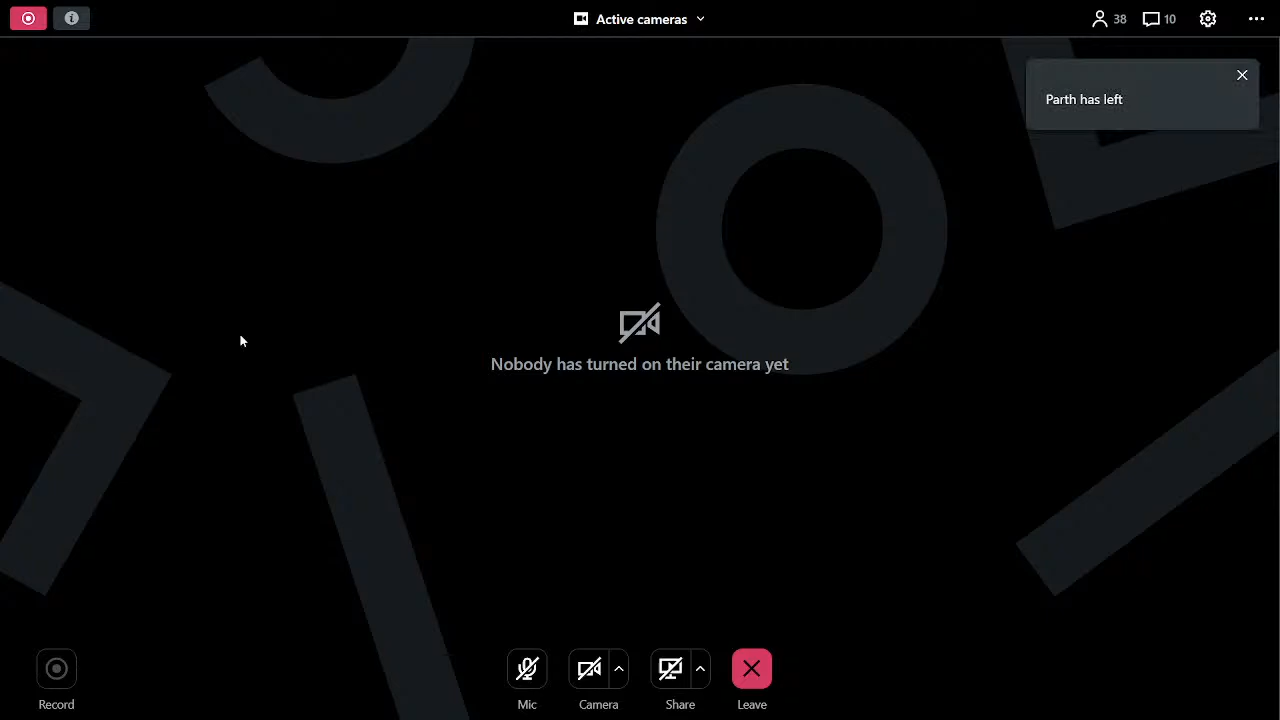 Active cameras
38
10
Parth has left
Nobody has turned on their camera yet
Record
Mic
Camera
Share
Leave